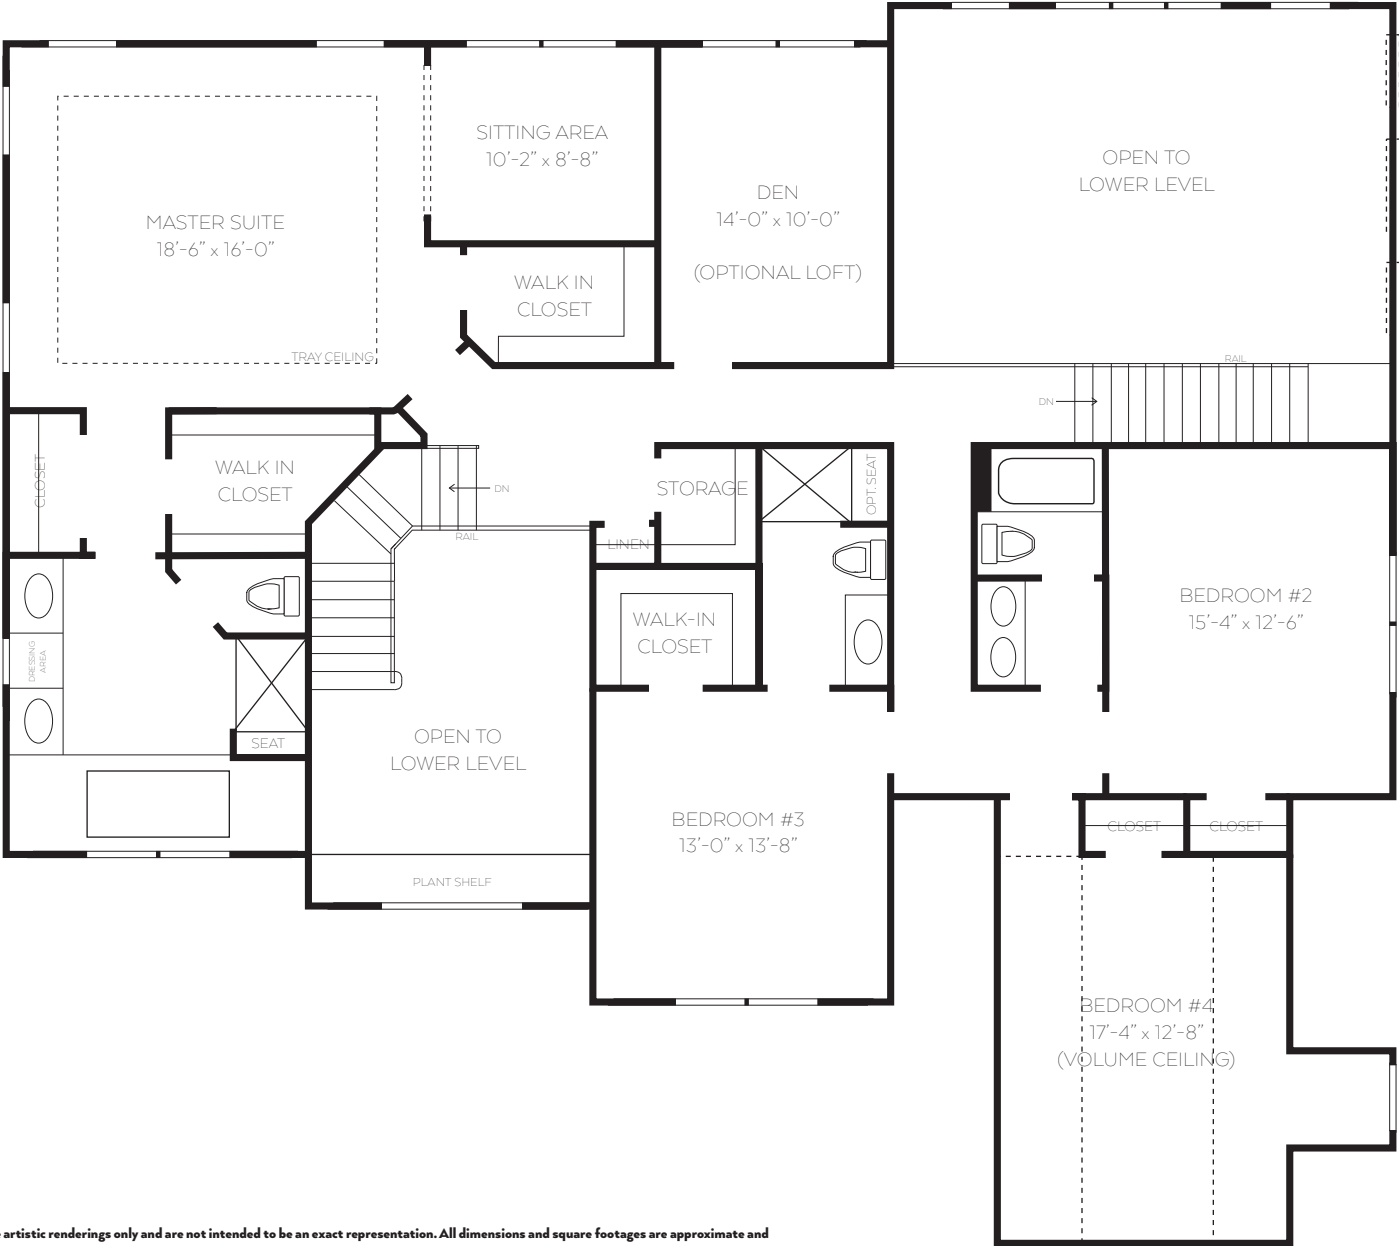 OPEN TO
LOWER LEVEL
SITTING AREA
10'-2" x 8'-8"
DEN
14'-0" x 10'-0"
(OPTIONAL LOFT)
MASTER SUITE
18'-6" x 16'-0"
WALK IN
CLOSET
TRAY CEILING
RAIL
DN
CLOSET
WALK IN
CLOSET
DN
RAIL
STORAGE
OPT. SEAT
LINEN
WALK-IN
CLOSET
BEDROOM #2
15'-4" x 12'-6"
DRESSING
AREA
SEAT
OPEN TO
LOWER LEVEL
BEDROOM #3
13'-0" x 13'-8"
CLOSET
CLOSET
PLANT SHELF
BEDROOM #4
17'-4" x 12'-8"
(VOLUME CEILING)
artistic renderings only and are not intended to be an exact representation. All dimensions and square footages are approximate and